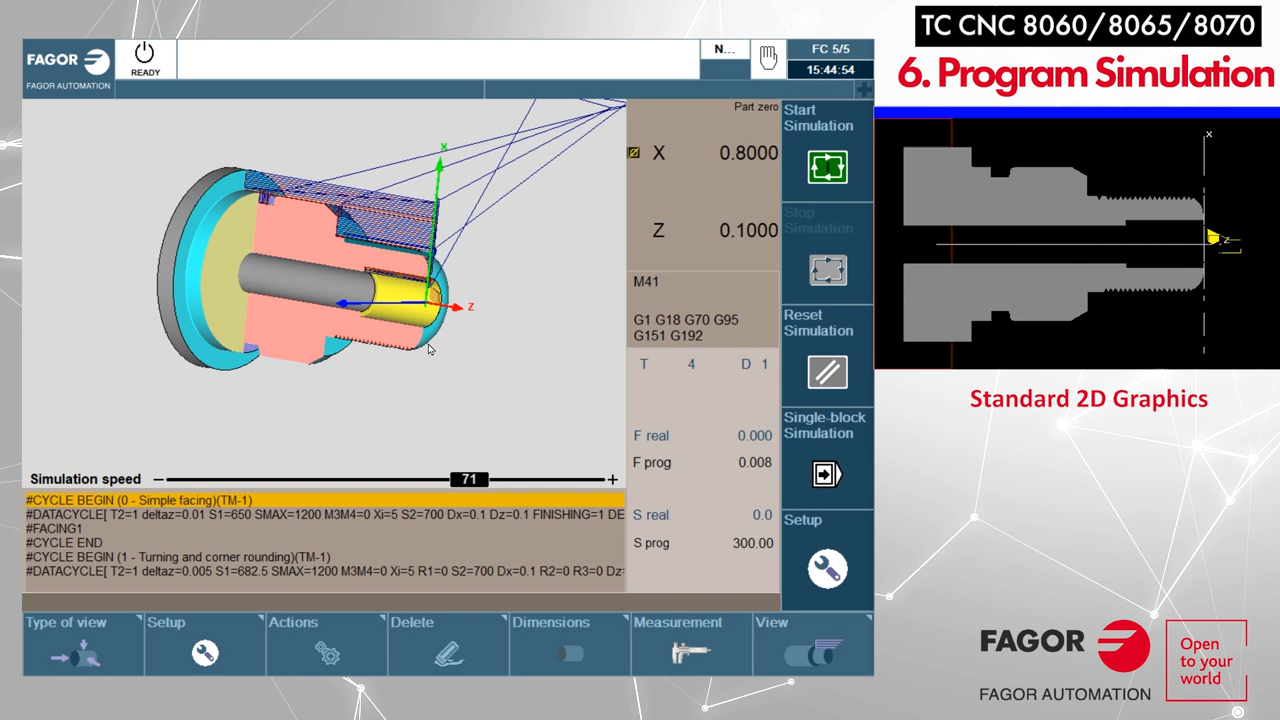 TC CNC 8060/8065/8070
6. Program Simulation
FAGOR
FAGOR AUTOMATION
READY
N...
FC 5/5
15:44:54
Part zero
X 0.8000
Z 0.1000
M41
G1 G18 G70 G95
G151 G192
T 4 D 1
F real 0.000
F prog 0.008
S real 0.0
S prog 300.00
Start
Simulation
Stop
Simulation
Reset
Simulation
Single-block
Simulation
Setup
X
Z
Simulation speed
71
#CYCLE BEGIN (0 - Simple facing)(TM-1)
#DATACYCLE[ T2=1 deltaz=0.01 S1=650 SMAX=1200 M3M4=0 Xi=5 S2=700 Dx=0.1 Dz=0.1 FINISHING=1 DE
#FACING1
#CYCLE END
#CYCLE BEGIN (1 - Turning and corner rounding)(TM-1)
#DATACYCLE[ T2=1 deltaz=0.005 S1=682.5 SMAX=1200 M3M4=0 Xi=5 R1=0 S2=700 Dx=0.1 R2=0 R3=0 Dz=
Type of view
Setup
Actions
Delete
Dimensions
Measurement
View
X
Z
Standard 2D Graphics
FAGOR
FAGOR AUTOMATION
Open
to your
world